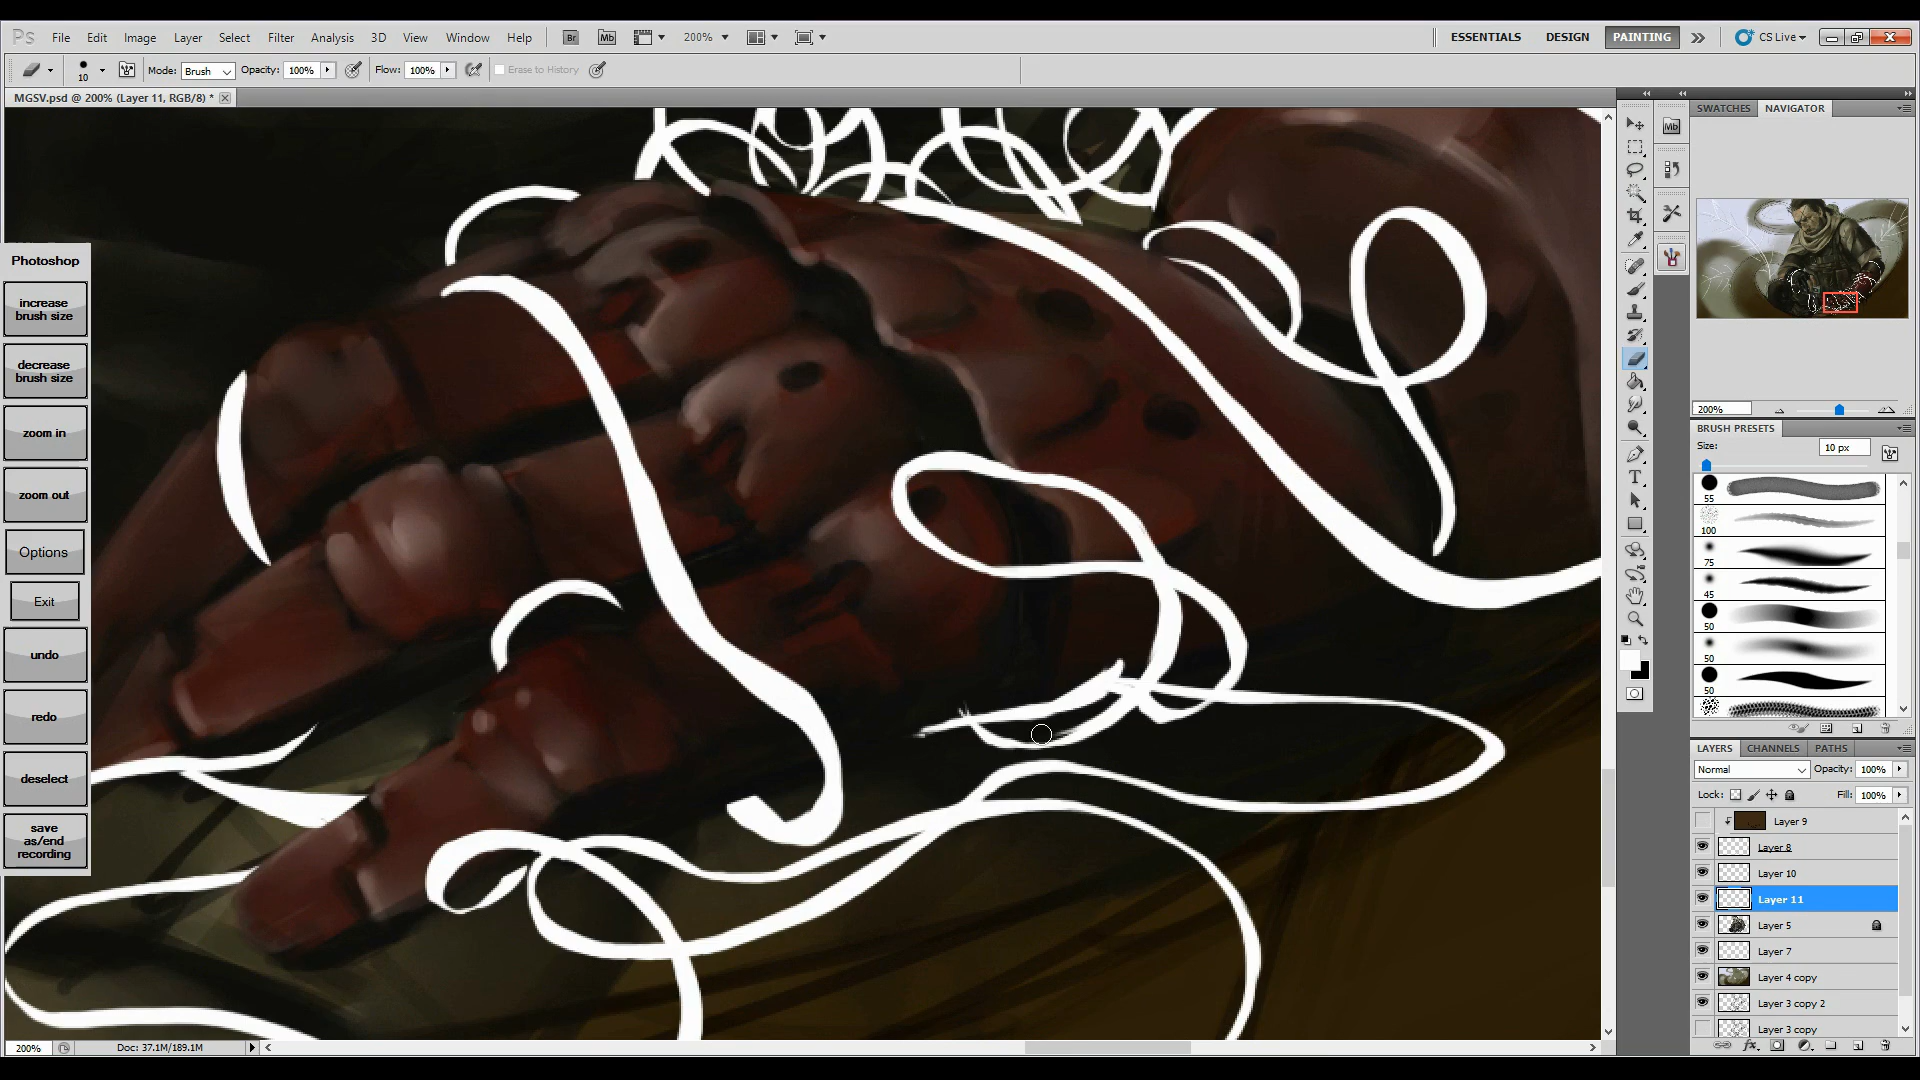 Ps File Edit Image Layer Select Filter Analysis 3D View Window Help Br Mb 200% ESSENTIALS DESIGN PAINTING CS Live
10 Mode: Brush Opacity: 100% Flow: 100% Erase to History
MGSV.psd @ 200% (Layer 11, RGB/8) *
SWATCHES NAVIGATOR
Mb
Photoshop
increase
brush size
decrease
brush size
zoom in
zoom out
Options
Exit
undo
redo
deselect
save
as/end
recording
200%
BRUSH PRESETS
Size: 10 px
55
100
75
45
50
50
50
T
LAYERS CHANNELS PATHS
Normal Opacity: 100%
Lock: Fill: 100%
Layer 9
Layer 8
Layer 10
Layer 11
Layer 5
Layer 7
Layer 4 copy
Layer 3 copy 2
Layer 3 copy
fx
200% Doc: 37.1M/189.1M